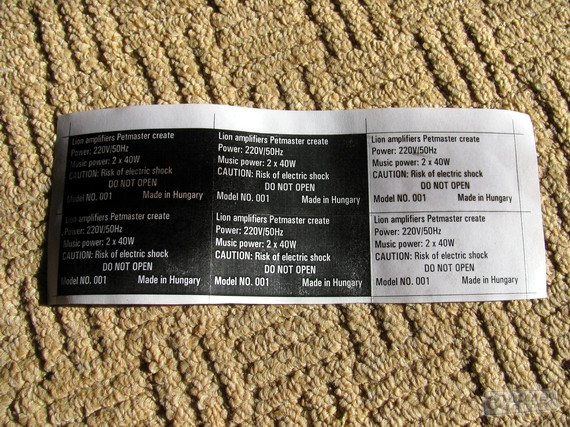 Lion amplifiers Petmaster create
Power: 220V/50Hz
Music power: 2 x 40W
CAUTION: Risk of electric shock
DO NOT OPEN
Model NO. 001 Made in Hungary
Lion amplifiers Petmaster create
Power: 220V/50Hz
Music power: 2 x 40W
CAUTION: Risk of electric shock
DO NOT OPEN
Model NO. 001 Made in Hungary
Lion amplifiers Petmaster create
Power: 220V/50Hz
Music power: 2 x 40W
CAUTION: Risk of electric shock
DO NOT OPEN
Model NO. 001 Made in Hungary
Lion amplifiers Petmaster create
Power: 220V/50Hz
Music power: 2 x 40W
CAUTION: Risk of electric shock
DO NOT OPEN
Model NO. 001 Made in Hungary
Lion amplifiers Petmaster create
Power: 220V/50Hz
Music power: 2 x 40W
CAUTION: Risk of electric shock
DO NOT OPEN
Model NO. 001 Made in Hungary
Lion amplifiers Petmaster create
Power: 220V/50Hz
Music power: 2 x 40W
CAUTION: Risk of electric shock
DO NOT OPEN
Model NO. 001 Made in Hungary